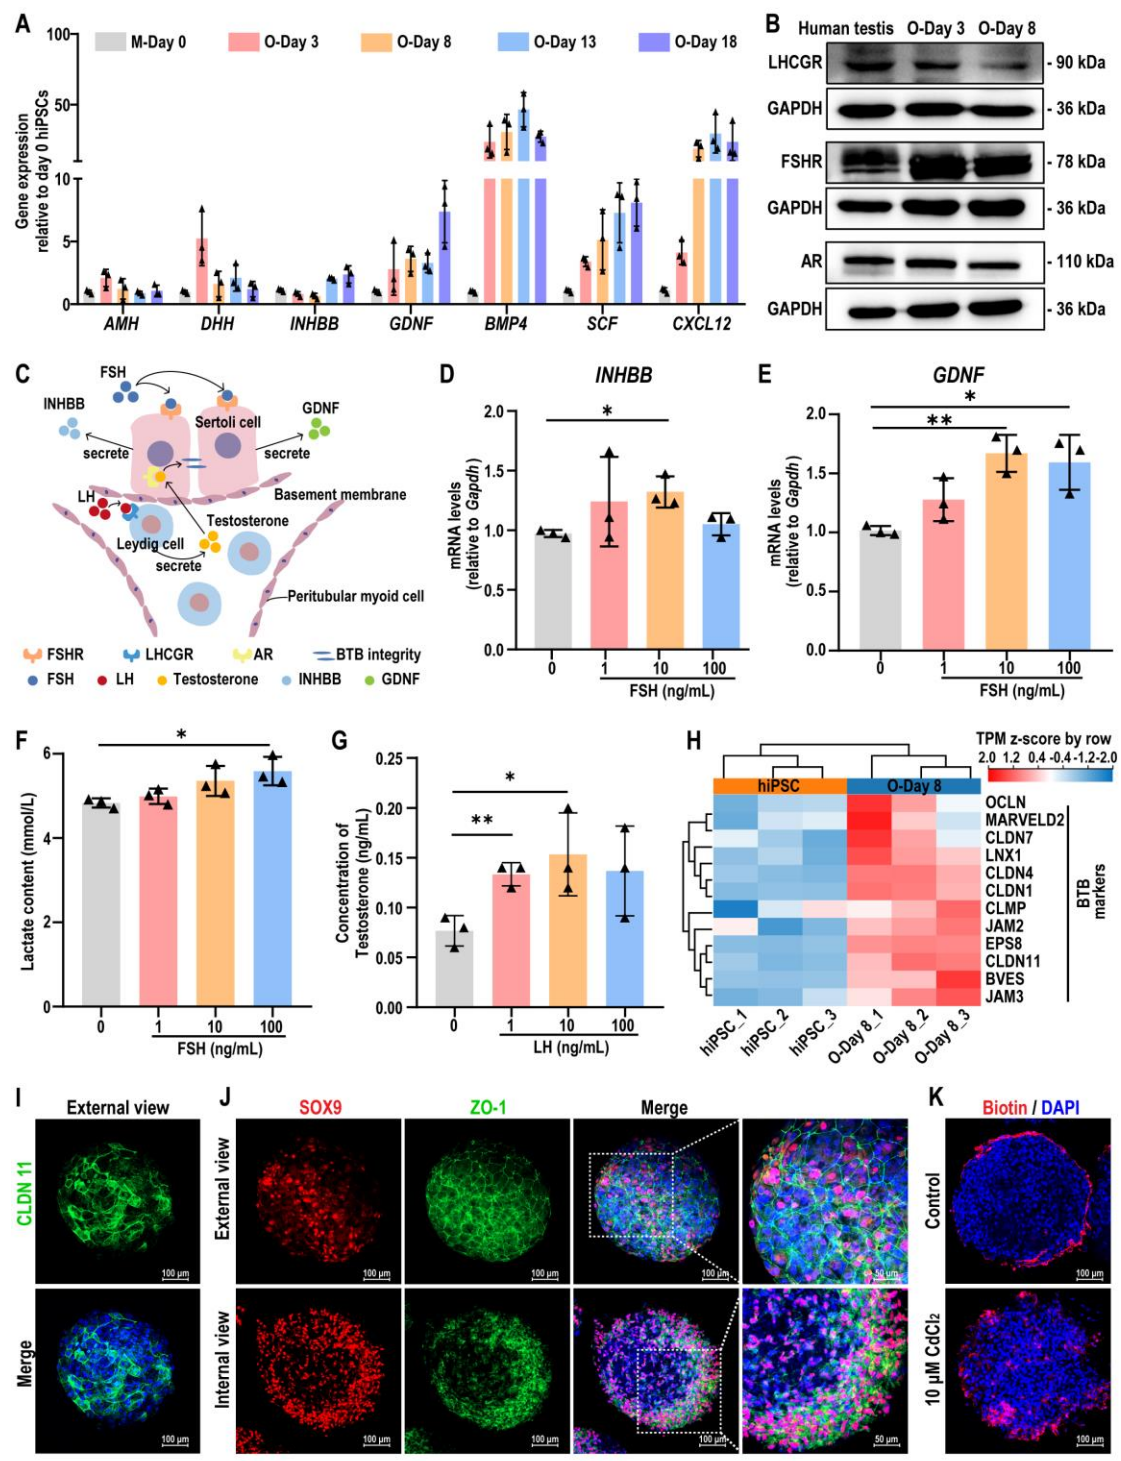 A
100
50
10
5
0
Gene expression
relative to day 0 hiPSCs
M-Day 0
O-Day 3
O-Day 8
O-Day 13
O-Day 18
AMH
DHH
INHBB
GDNF
BMP4
SCF
CXCL12
B
Human testis O-Day 3 O-Day 8
LHCGR - 90 kDa
GAPDH - 36 kDa
FSHR - 78 kDa
GAPDH - 36 kDa
AR - 110 kDa
GAPDH - 36 kDa
C
FSH
INHBB
GDNF
Sertoli cell
secrete
secrete
LH
Basement membrane
Testosterone
Leydig cell
secrete
Peritubular myoid cell
FSHR LHCGR AR BTB integrity
FSH LH Testosterone INHBB GDNF
D
INHBB
*
2.0
1.5
1.0
0.5
0.0
mRNA levels
(relative to Gapdh)
0 1 10 100
FSH (ng/mL)
E
GDNF
*
**
2.0
1.5
1.0
0.5
0.0
mRNA levels
(relative to Gapdh)
0 1 10 100
FSH (ng/mL)
F
*
6
4
2
0
Lactate content (mmol/L)
0 1 10 100
FSH (ng/mL)
G
*
**
0.25
0.20
0.15
0.10
0.05
0.00
Concentration of
Testosterone (ng/mL)
0 1 10 100
LH (ng/mL)
H
TPM z-score by row
2.0 1.2 0.4 -0.4 -1.2 -2.0
hiPSC O-Day 8
OCLN
MARVELD2
CLDN7
LNX1
CLDN4
CLDN1
CLMP
JAM2
EPS8
CLDN11
BVES
JAM3
BTB
markers
hiPSC_1
hiPSC_2
hiPSC_3
O-Day 8_1
O-Day 8_2
O-Day 8_3
I
External view
CLDN 11
100 µm
Merge
100 µm
J
SOX9 ZO-1 Merge
External view
100 µm
100 µm
100 µm
50 µm
Internal view
100 µm
100 µm
100 µm
50 µm
K
Biotin / DAPI
Control
100 µm
10 µM CdCl2
100 µm